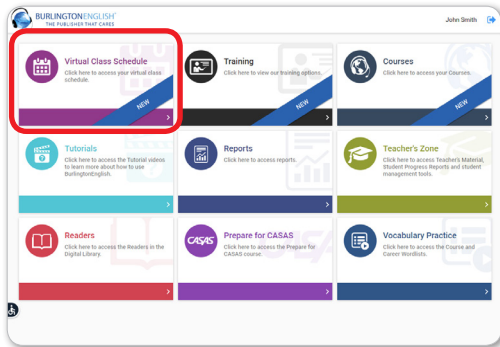 BURLINGTONENGLISH®
THE PUBLISHER THAT CARES
John Smith
Virtual Class Schedule
Click here to access your virtual class
schedule.
NEW
Training
Click here to view our training options.
NEW
Courses
Click here to access your Courses.
NEW
Tutorials
Click here to access the Tutorial videos
to learn more about how to use
BurlingtonEnglish.
Reports
Click here to access reports.
Teacher's Zone
Click here to access Teacher's Material,
Student Progress Reports and student
management tools.
Readers
Click here to access the Readers in the
Digital Library.
CASAS
Prepare for CASAS
Click here to access the Prepare for
CASAS course.
Vocabulary Practice
Click here to access the Course and
Career Wordlists.